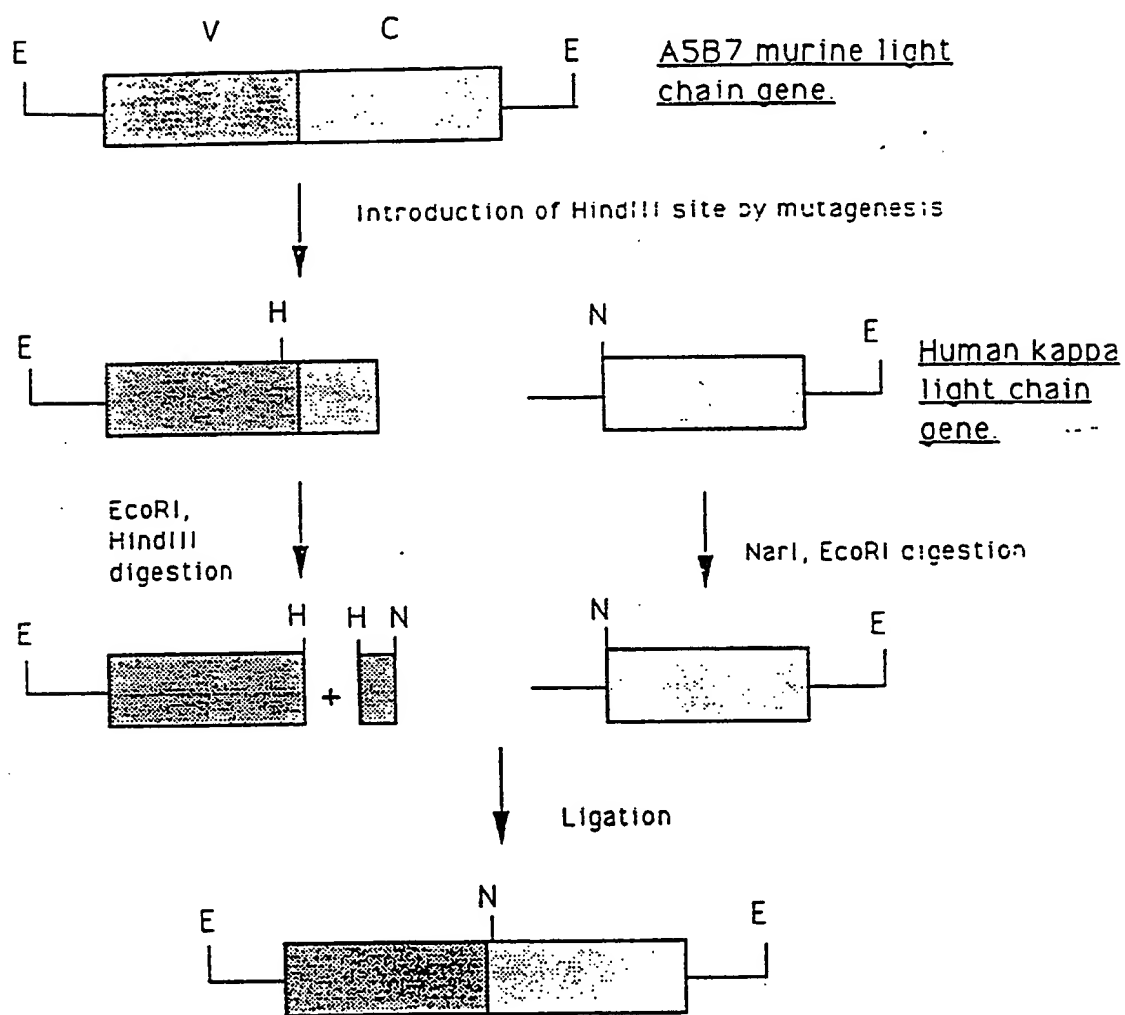 V C
E E
A5B7 murine light
chain gene.
Introduction of HindIII site by mutagenesis
H
E
N
E
Human kappa
light chain
gene.
EcoRI,
HindIII
digestion
NarI, EcoRI digestion
E H H N
+
N E
Ligation
E N E